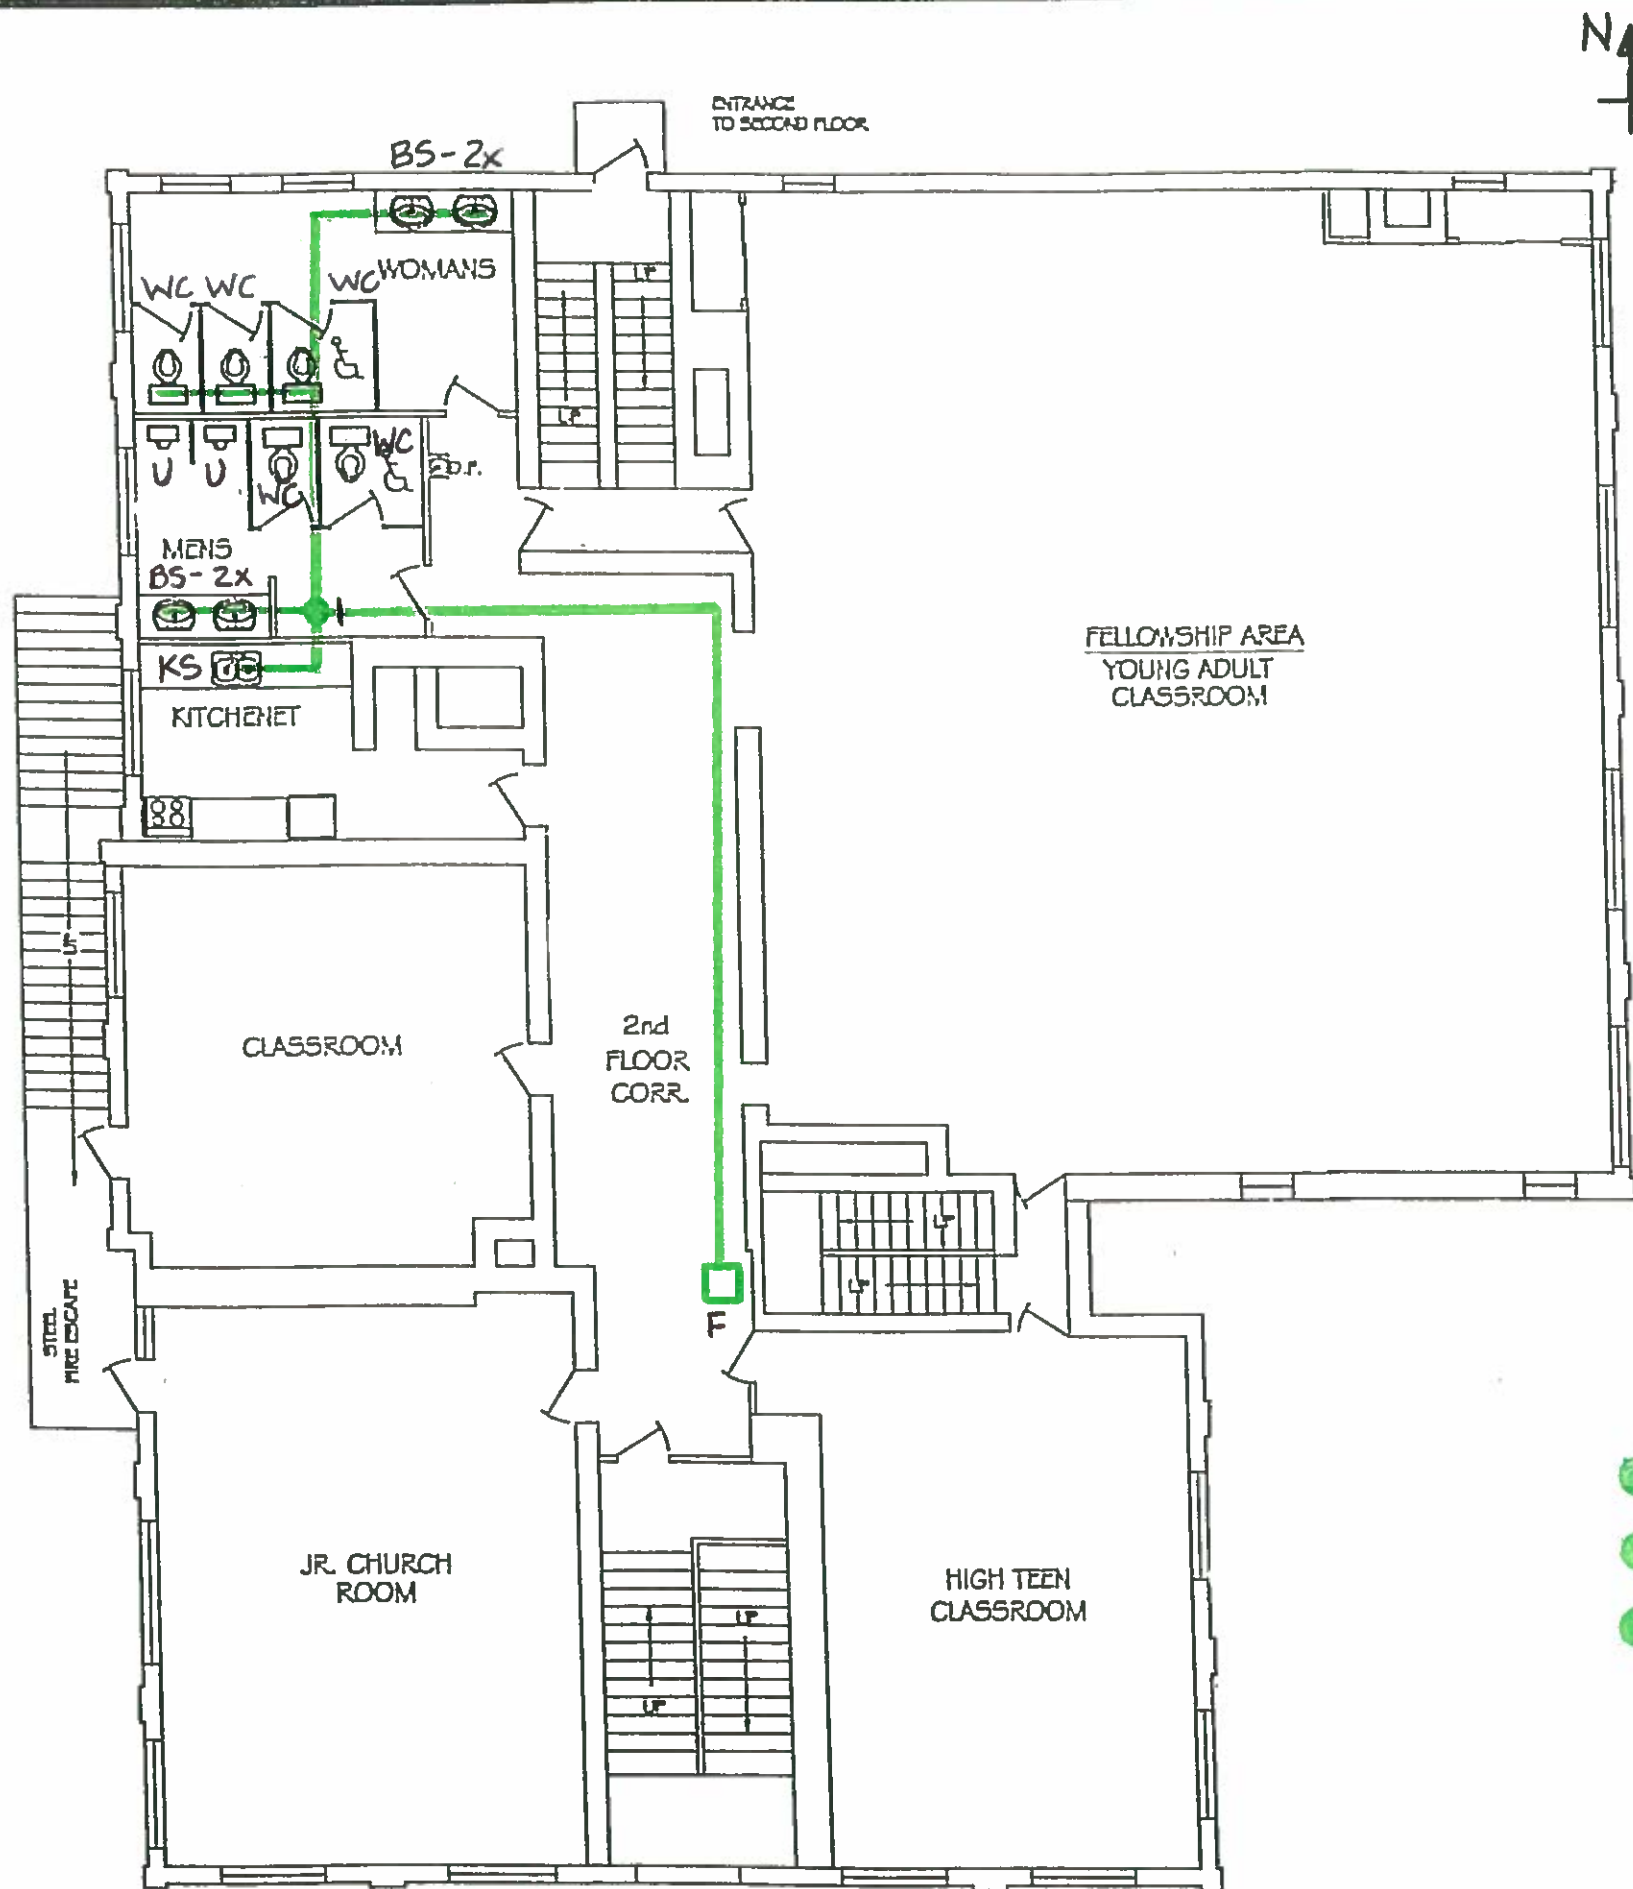 N
ENTRANCE
TO SECOND FLOOR
BS-2x
WOMANS
WC WC WC
UP
UP
WC
D.F.
U U WC
MENS
BS-2x
KS
KITCHENET
FELLOWSHIP AREA
YOUNG ADULT
CLASSROOM
CLASSROOM
2nd
FLOOR
CORR.
UP
UP
STEEL
FIRE ESCAPE
F
JR. CHURCH
ROOM
HIGH TEEN
CLASSROOM
UP
UP